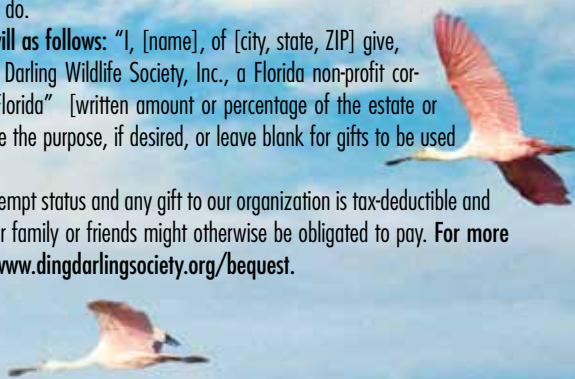 do.
ill as follows: “I, [name], of [city, state, ZIP] give,
Darling Wildlife Society, Inc., a Florida non-profit cor-
lorida” [written amount or percentage of the estate or
e the purpose, if desired, or leave blank for gifts to be used
empt status and any gift to our organization is tax-deductible and
r family or friends might otherwise be obligated to pay. For more
www.dingdarlingsociety.org/bequest.